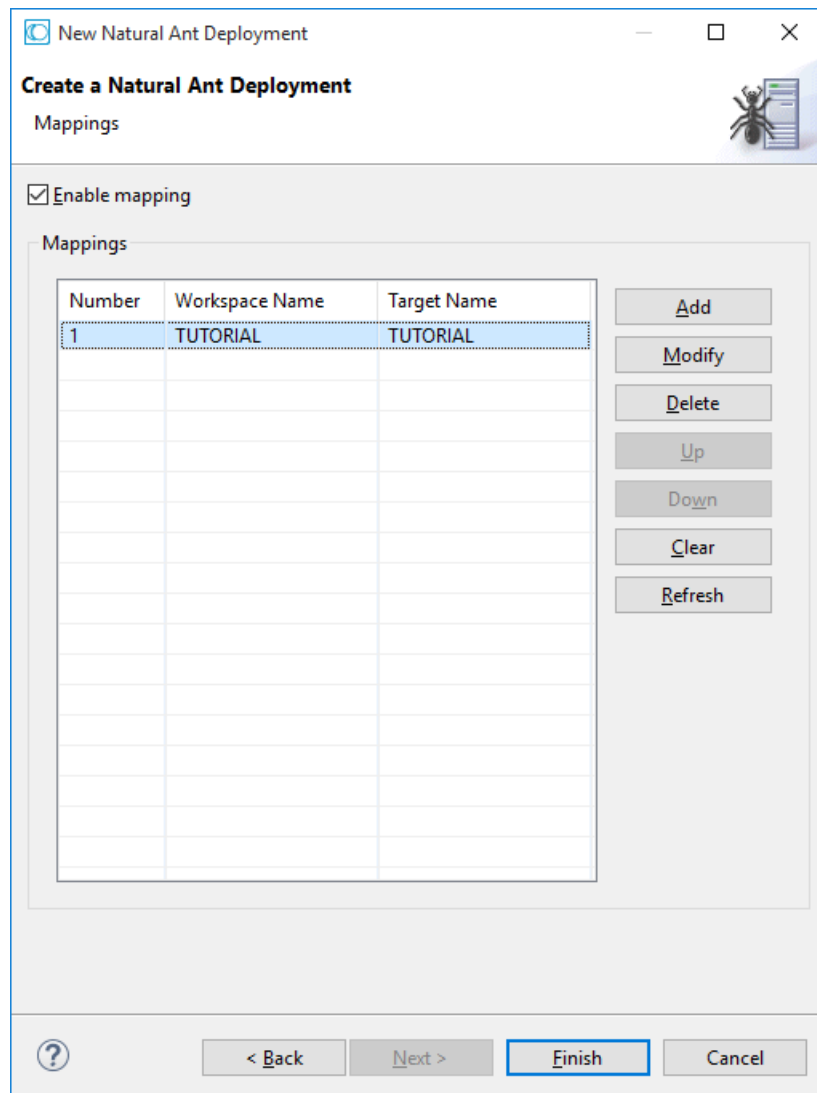 New Natural Ant Deployment
Create a Natural Ant Deployment
Mappings
Enable mapping
Mappings
Number Workspace Name Target Name
1 TUTORIAL TUTORIAL
Add
Modify
Delete
Up
Down
Clear
Refresh
? < Back Next > Finish Cancel